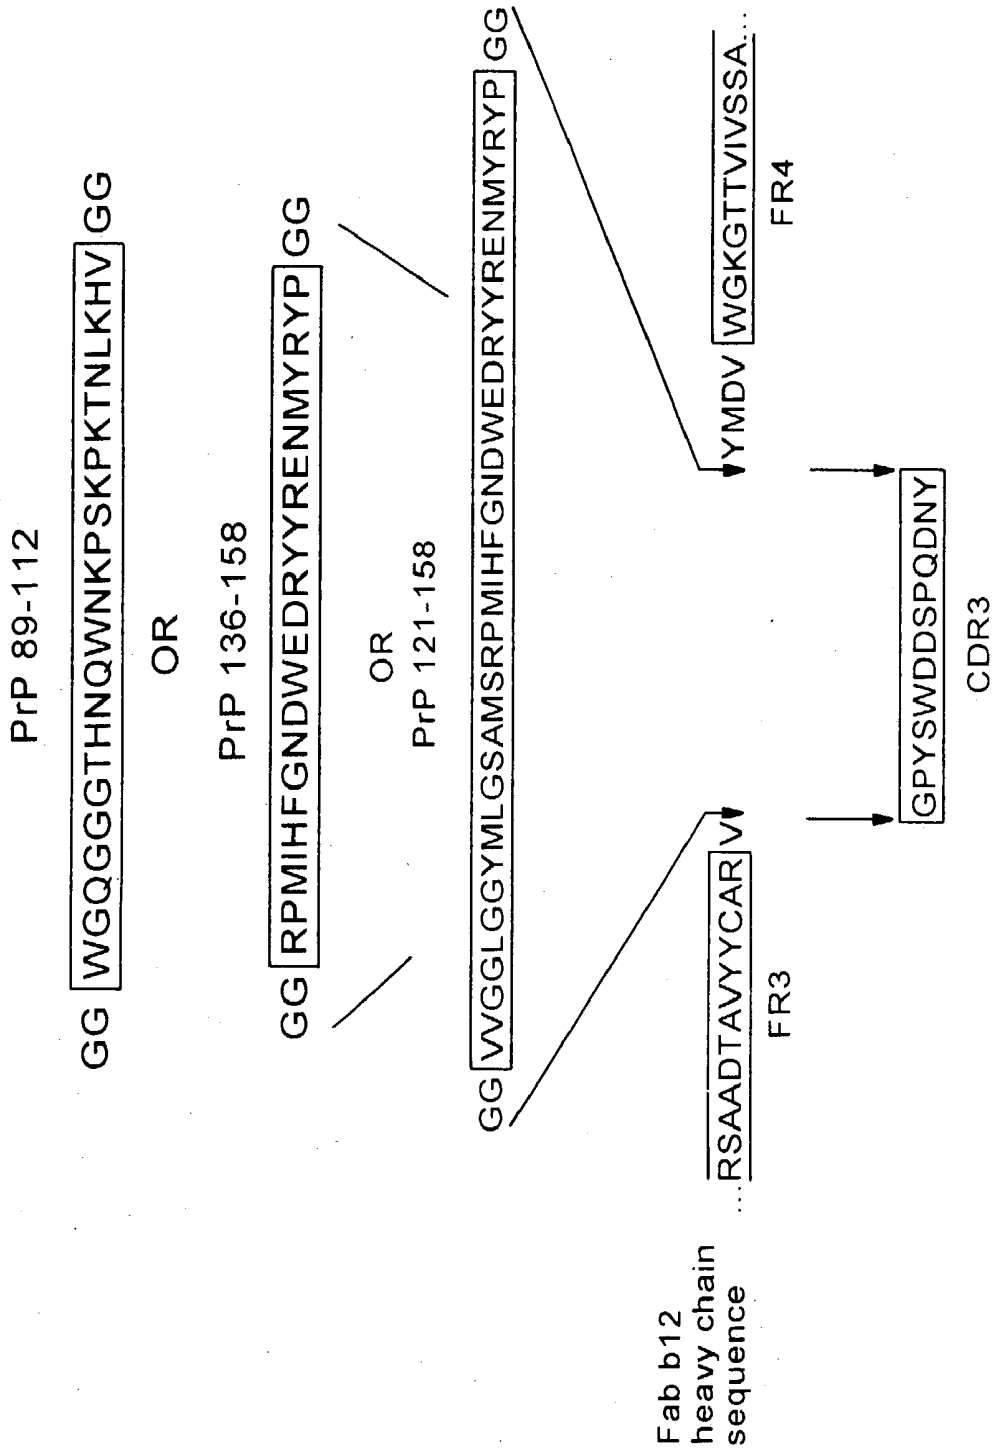 PrP 89-112
GG WGQGGGTHNQWNKPSKPKTNLKHV GG
OR
PrP 136-158
GG RPMIHFGNDWEDRYYRENMYRYP GG
OR
PrP 121-158
GG VVGGLGGYMLGSAMSRPMIHFGNDWEDRYYRENMYRYP GG
Fab b12
heavy chain
sequence
...RSAADTAVYYCAR V
YMDV WGKGTTVIVSSA...
FR3
FR4
GPYSWDDSPQDNY
CDR3